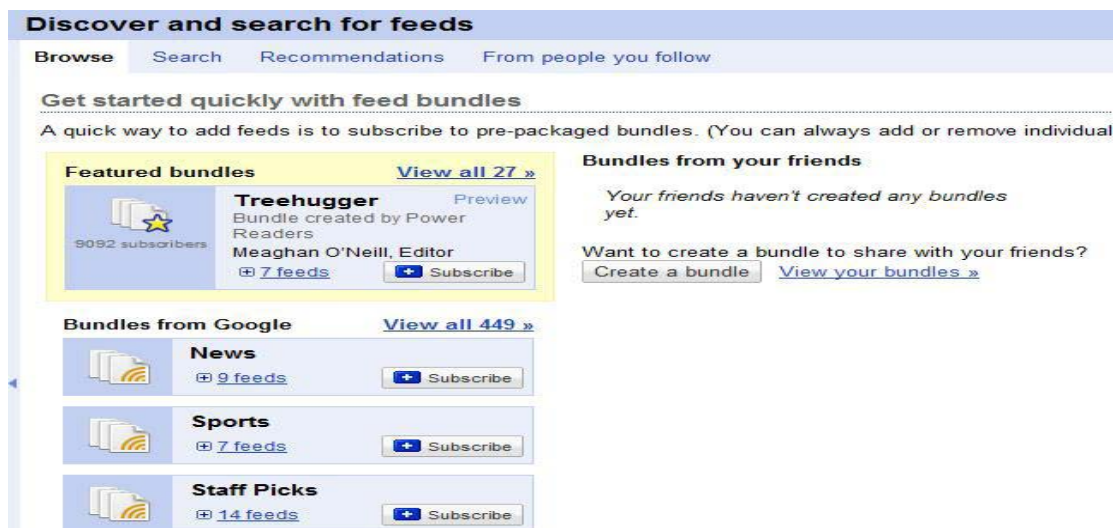 Discover and search for feeds
Browse Search Recommendations From people you follow
Get started quickly with feed bundles
A quick way to add feeds is to subscribe to pre-packaged bundles. (You can always add or remove individual
Featured bundles View all 27 »
Treehugger Preview
Bundle created by Power
Readers
9092 subscribers
Meaghan O'Neill, Editor
7 feeds Subscribe
Bundles from Google View all 449 »
News
9 feeds Subscribe
Sports
7 feeds Subscribe
Staff Picks
14 feeds Subscribe
Bundles from your friends
Your friends haven't created any bundles
yet.
Want to create a bundle to share with your friends?
Create a bundle View your bundles »